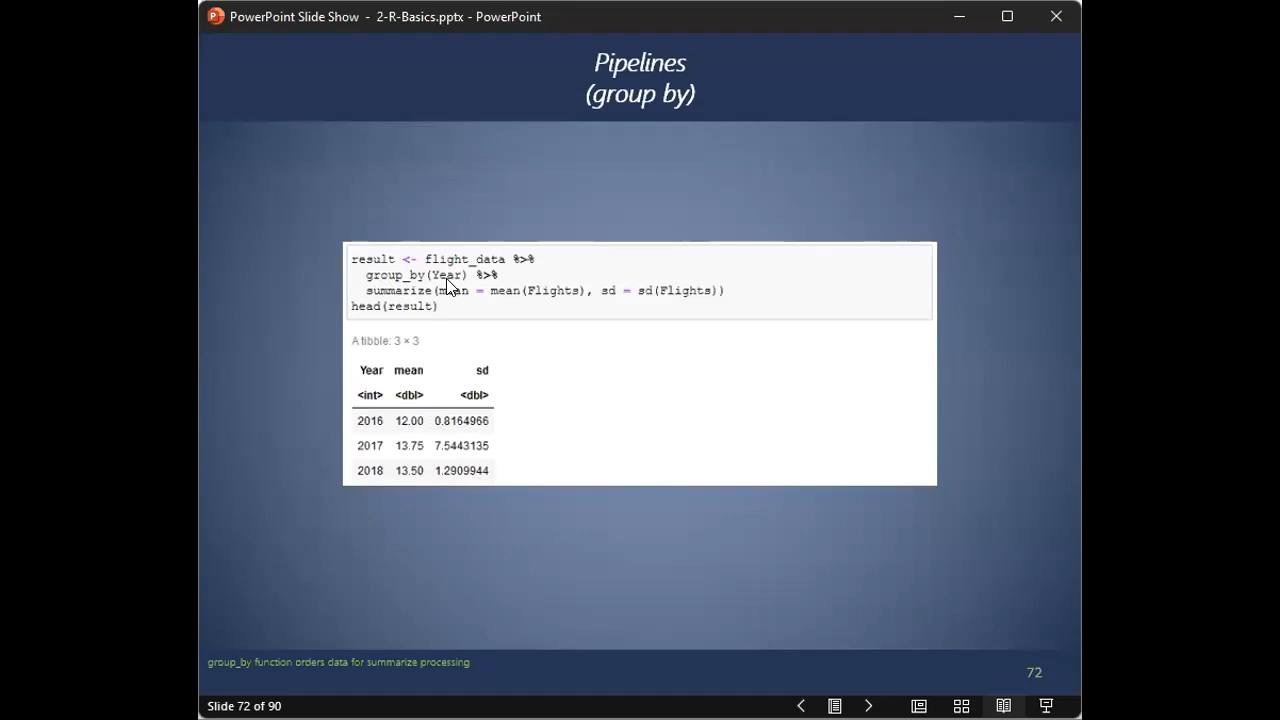 PowerPoint Slide Show - 2-R-Basics.pptx - PowerPoint
Pipelines
(group by)
result <- flight_data %>%
group_by(Year) %>%
summarize(mean = mean(Flights), sd = sd(Flights))
head(result)
A tibble: 3 × 3
Year mean sd
<int> <dbl> <dbl>
2016 12.00 0.8164966
2017 13.75 7.5443135
2018 13.50 1.2909944
group_by function orders data for summarize processing
72
Slide 72 of 90